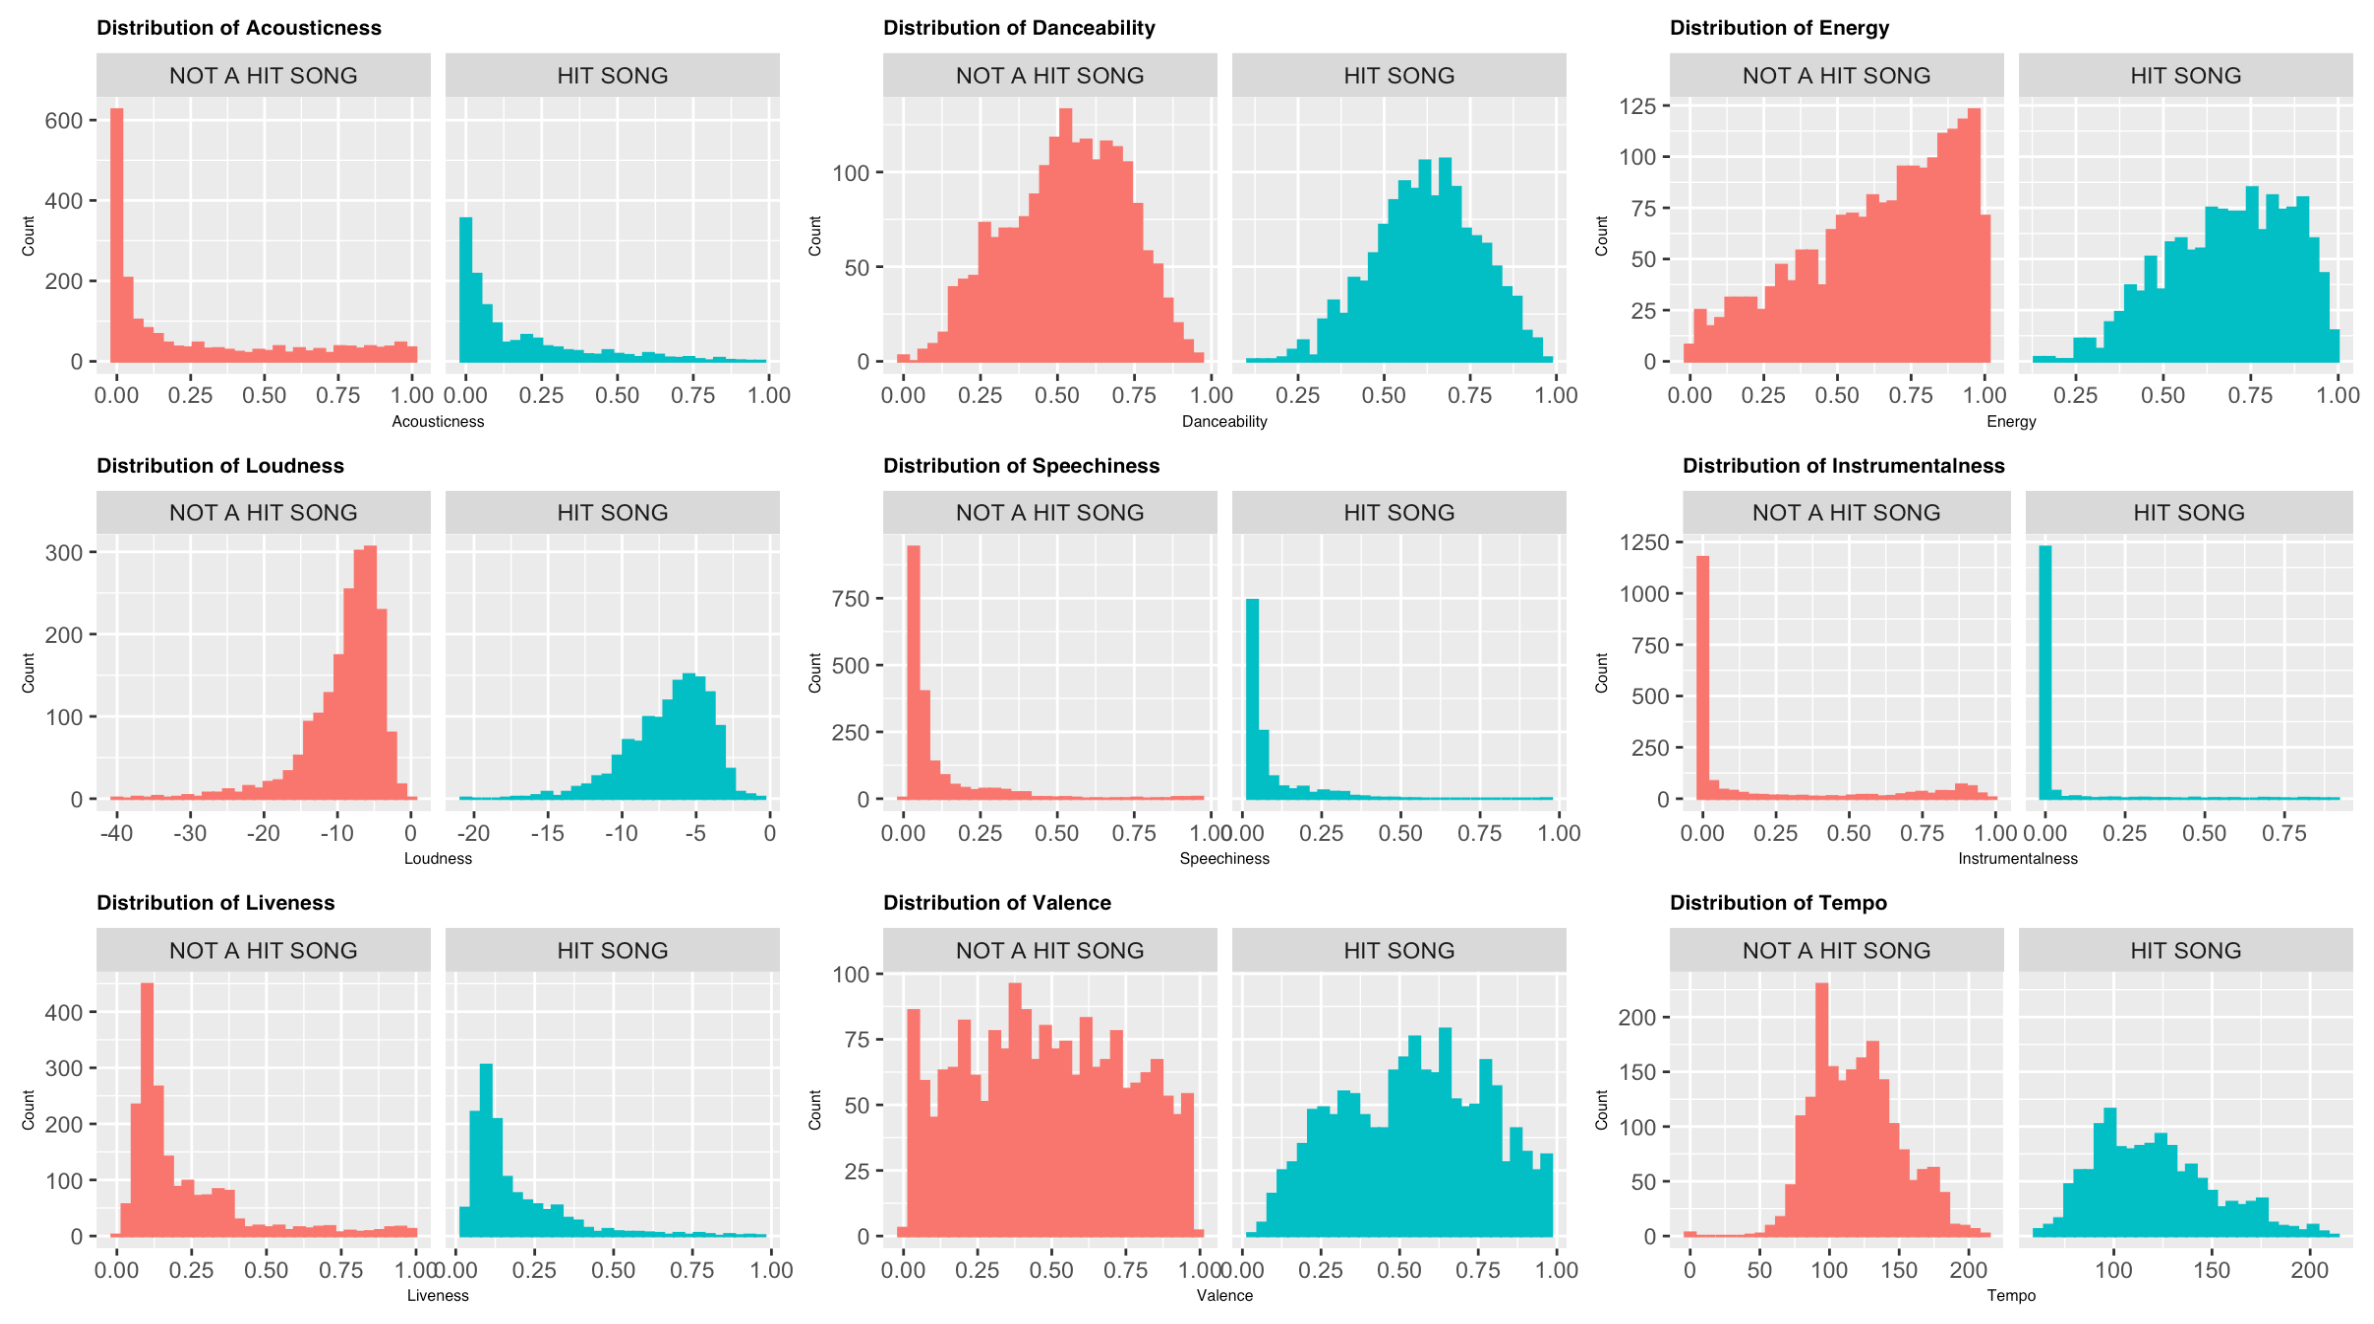 Distribution of Acousticness
NOT A HIT SONG
HIT SONG
Count
600
400
200
0
0.00 0.25 0.50 0.75 1.00
0.00 0.25 0.50 0.75 1.00
Acousticness
Distribution of Danceability
NOT A HIT SONG
HIT SONG
Count
100
50
0
0.00 0.25 0.50 0.75 1.00
0.25 0.50 0.75 1.00
Danceability
Distribution of Energy
NOT A HIT SONG
HIT SONG
Count
125
100
75
50
25
0
0.00 0.25 0.50 0.75 1.00
0.25 0.50 0.75 1.00
Energy
Distribution of Loudness
NOT A HIT SONG
HIT SONG
Count
300
200
100
0
-40 -30 -20 -10 0
-20 -15 -10 -5 0
Loudness
Distribution of Speechiness
NOT A HIT SONG
HIT SONG
Count
750
500
250
0
0.00 0.25 0.50 0.75 1.00
0.00 0.25 0.50 0.75 1.00
Speechiness
Distribution of Instrumentalness
NOT A HIT SONG
HIT SONG
Count
1250
1000
750
500
250
0
0.00 0.25 0.50 0.75 1.00
0.00 0.25 0.50 0.75
Instrumentalness
Distribution of Liveness
NOT A HIT SONG
HIT SONG
Count
400
300
200
100
0
0.00 0.25 0.50 0.75 1.00
0.00 0.25 0.50 0.75 1.00
Liveness
Distribution of Valence
NOT A HIT SONG
HIT SONG
Count
100
75
50
25
0
0.00 0.25 0.50 0.75 1.00
0.00 0.25 0.50 0.75 1.00
Valence
Distribution of Tempo
NOT A HIT SONG
HIT SONG
Count
200
150
100
50
0
0 50 100 150 200
100 150 200
Tempo